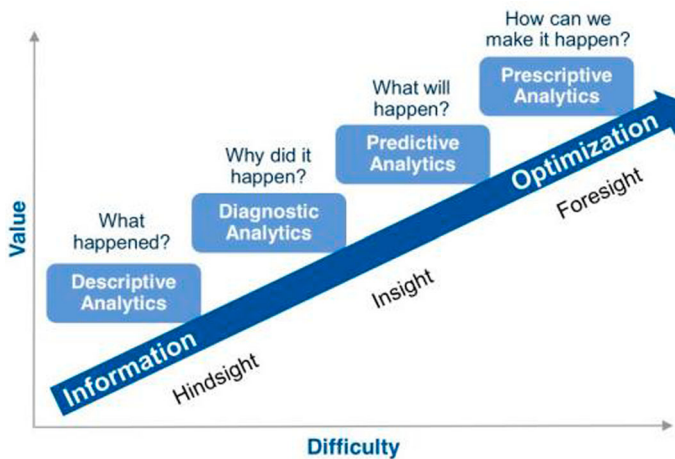 How can we
make it happen?
Prescriptive
Analytics
What will
happen?
Predictive
Analytics
Why did it
happen?
Diagnostic
Analytics
What
happened?
Descriptive
Analytics
Information
Optimization
Hindsight
Insight
Foresight
Value
Difficulty